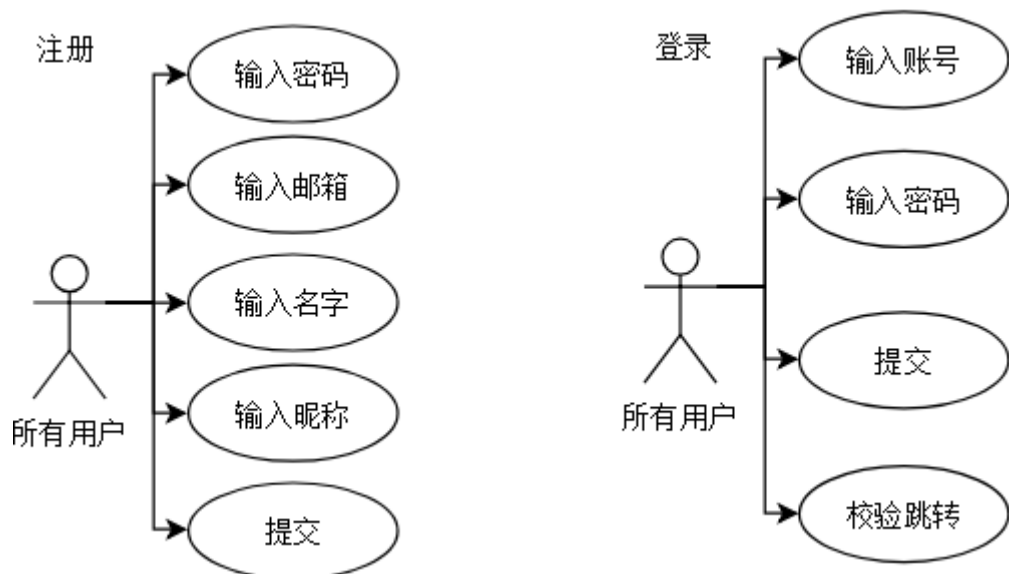 注册
输入密码
输入邮箱
输入名字
输入昵称
提交
所有用户
登录
输入账号
输入密码
提交
校验跳转
所有用户